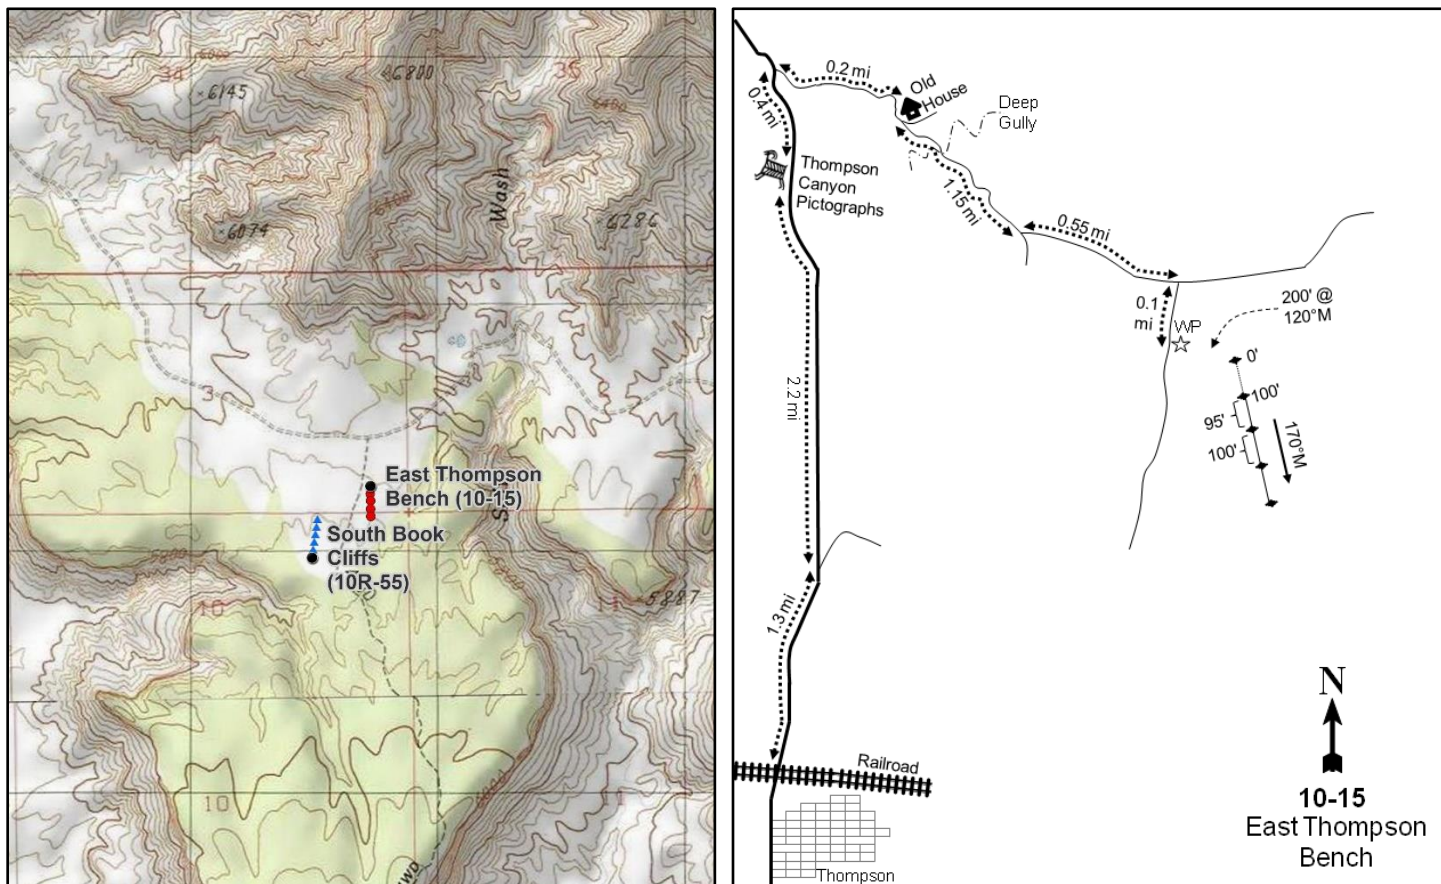 6800
34
35
6145
6400
Wash
6074
6286
3
East Thompson
Bench (10-15)
South Book
Cliffs
(10R-55)
10
11
5887
10
11
0.2 mi
Old
House
Deep
Gully
0.4 mi
Thompson
Canyon
Pictographs
1.15 mi
0.55 mi
0.1
mi
WP
200' @
120°M
0'
100'
95'
100'
170°M
2.2 mi
1.3 mi
Railroad
Thompson
N
10-15
East Thompson
Bench